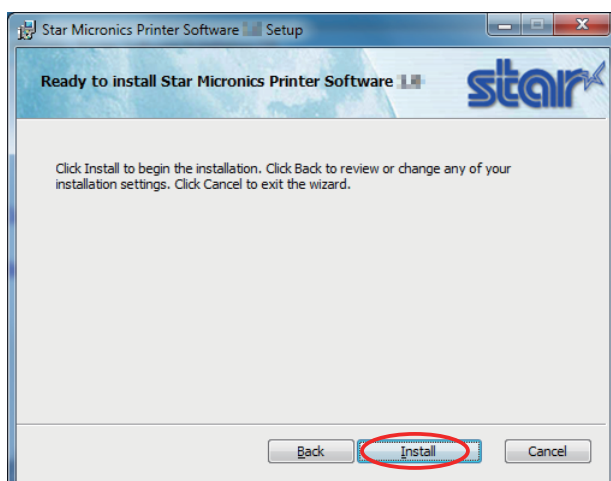 Star Micronics Printer Software Setup
Ready to install Star Micronics Printer Software
star
Click Install to begin the installation. Click Back to review or change any of your
installation settings. Click Cancel to exit the wizard.
Back Install Cancel